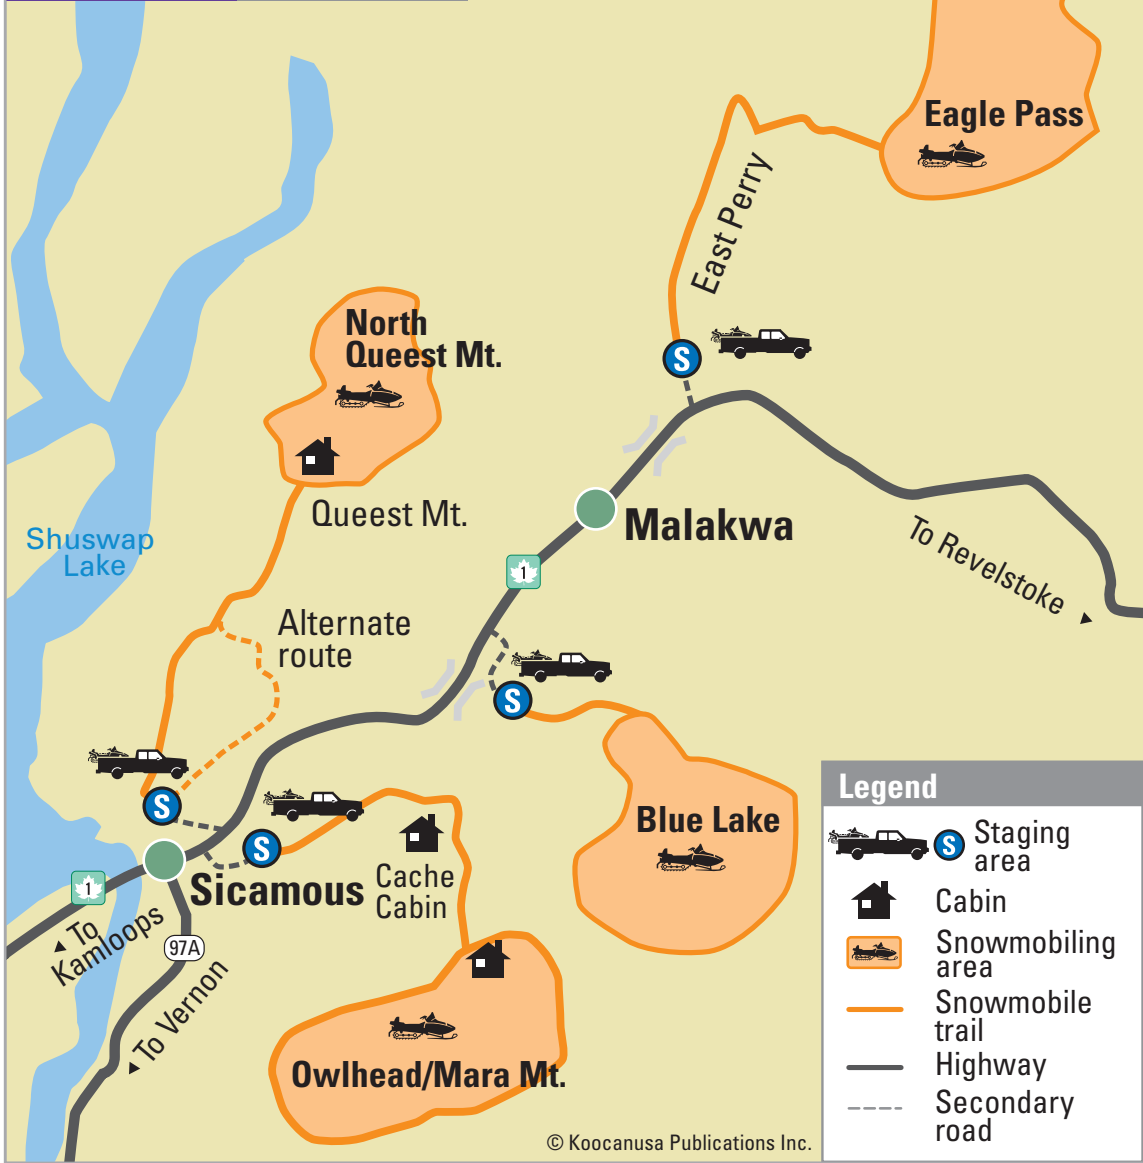 Eagle Pass
East Perry
S
North
Queest Mt.
Queest Mt.
Malakwa
To Revelstoke
Shuswap
Lake
1
Alternate
route
S
S
S
Blue Lake
Sicamous
Cache
Cabin
1
To
Kamloops
97A
To Vernon
Owlhead/Mara Mt.
Legend
S
Staging
area
Cabin
Snowmobiling
area
Snowmobile
trail
Highway
Secondary
road
© Koocanusa Publications Inc.